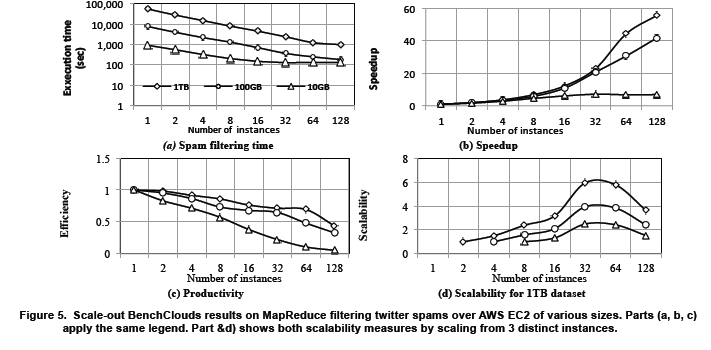 100,000
10,000
1,000
100
10
1
Exxecution time
(sec)
1TB 100GB 10GB
1 2 4 8 16 32 64 128
Number of instances
(a) Spam filtering time
60
40
20
0
Speedup
1 2 4 8 16 32 64 128
Number of instances
(b) Speedup
1.5
1
0.5
0
Efficiency
1 2 4 8 16 32 64 128
Number of instances
(c) Productivity
8
6
4
2
0
Scalability
1 2 4 8 16 32 64 128
Number of instances
(d) Scalability for 1TB dataset
Figure 5. Scale-out BenchClouds results on MapReduce filtering twitter spams over AWS EC2 of various sizes. Parts (a, b, c)
apply the same legend. Part &d) shows both scalability measures by scaling from 3 distinct instances.